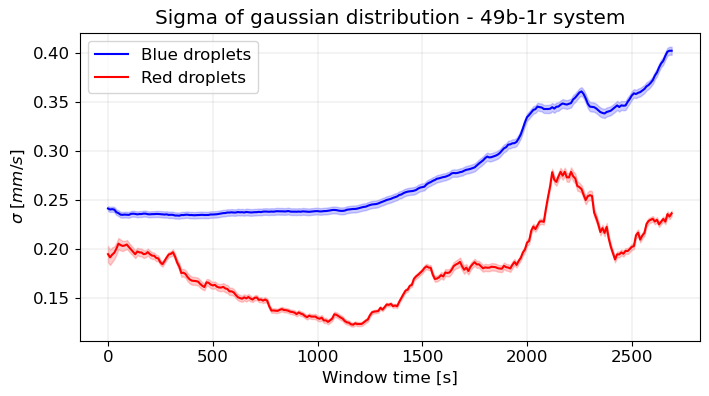 Sigma of gaussian distribution - 49b-1r system
Blue droplets
Red droplets
σ [mm/s]
0.40
0.35
0.30
0.25
0.20
0.15
0 500 1000 1500 2000 2500
Window time [s]